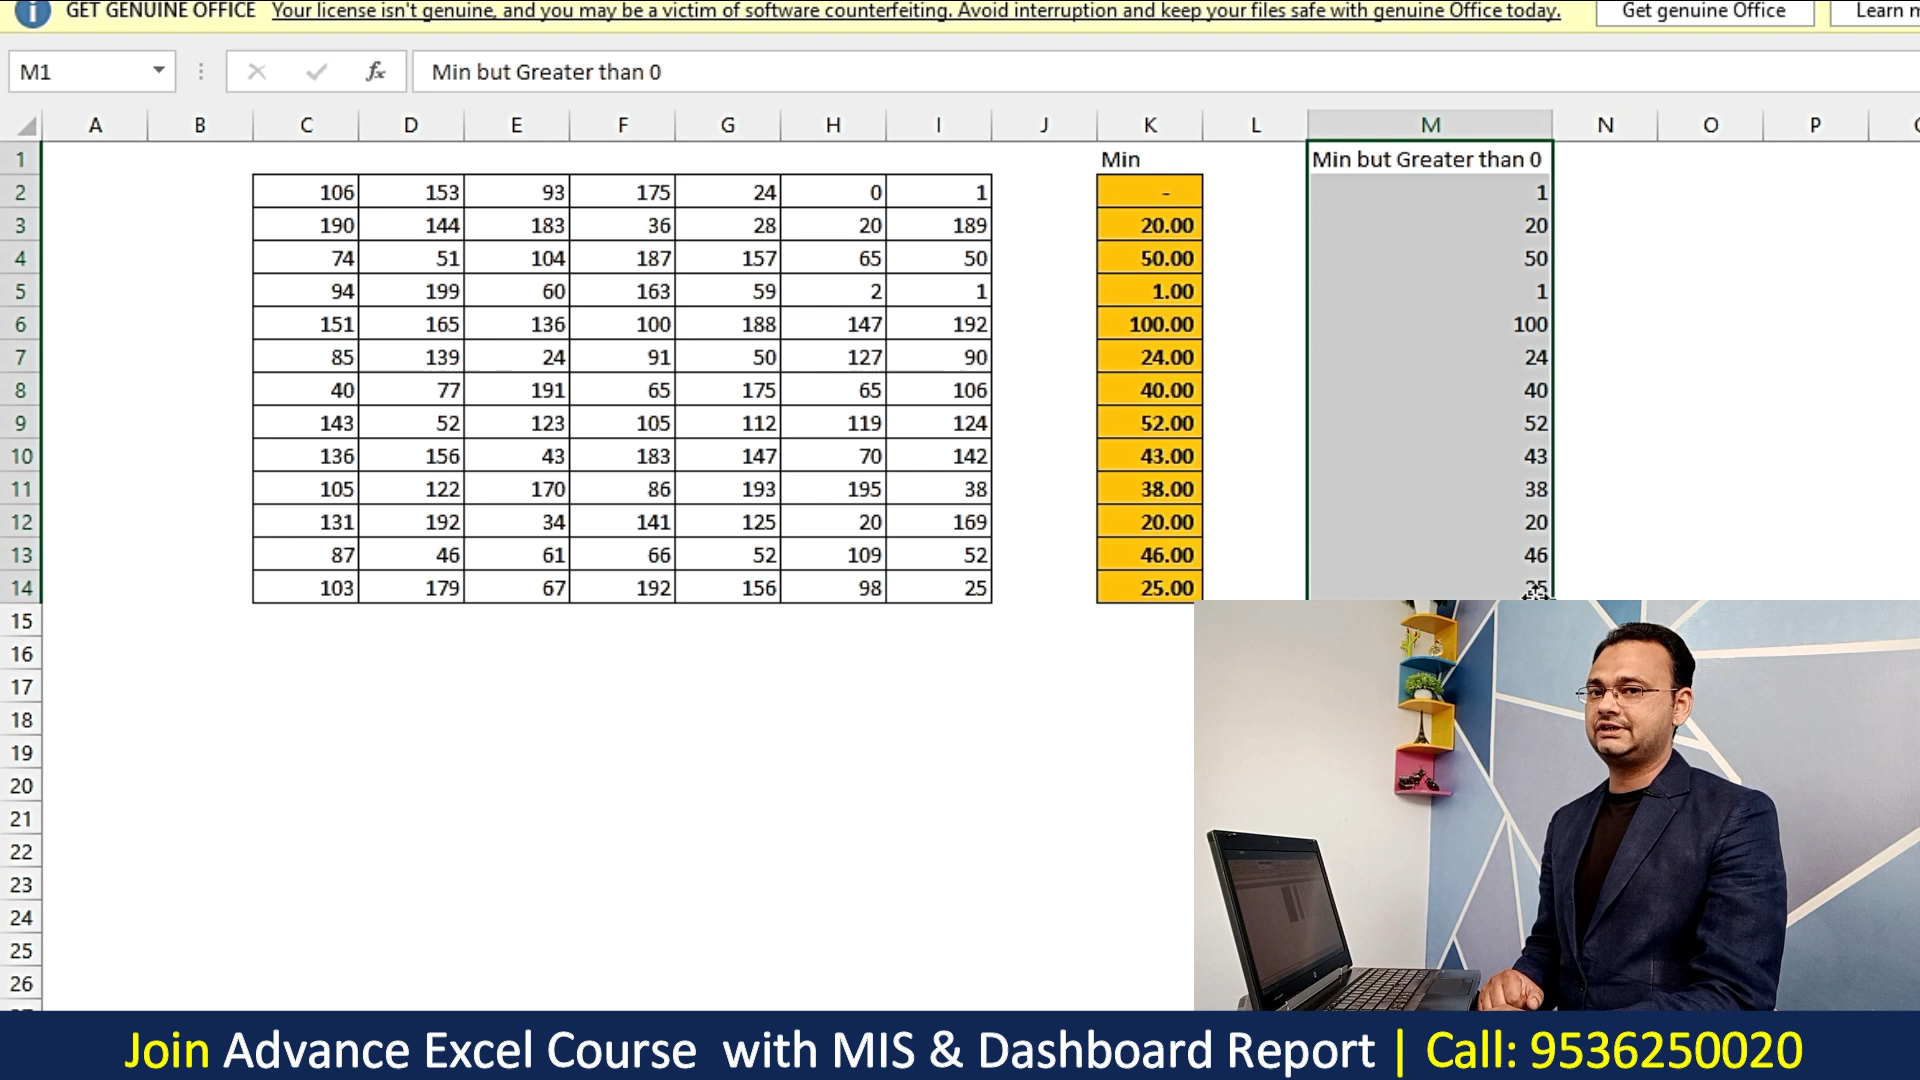 GET GENUINE OFFICE Your license isn't genuine, and you may be a victim of software counterfeiting. Avoid interruption and keep your files safe with genuine Office today. Get genuine Office Learn
M1 fx Min but Greater than 0
A B C D E F G H I J K L M N O P
1 Min Min but Greater than 0
2 106 153 93 175 24 0 1 - 1
3 190 144 183 36 28 20 189 20.00 20
4 74 51 104 187 157 65 50 50.00 50
5 94 199 60 163 59 2 1 1.00 1
6 151 165 136 100 188 147 192 100.00 100
7 85 139 24 91 50 127 90 24.00 24
8 40 77 191 65 175 65 106 40.00 40
9 143 52 123 105 112 119 124 52.00 52
10 136 156 43 183 147 70 142 43.00 43
11 105 122 170 86 193 195 38 38.00 38
12 131 192 34 141 125 20 169 20.00 20
13 87 46 61 66 52 109 52 46.00 46
14 103 179 67 192 156 98 25 25.00 25
15
16
17
18
19
20
21
22
23
24
25
26
Join Advance Excel Course with MIS & Dashboard Report | Call: 9536250020